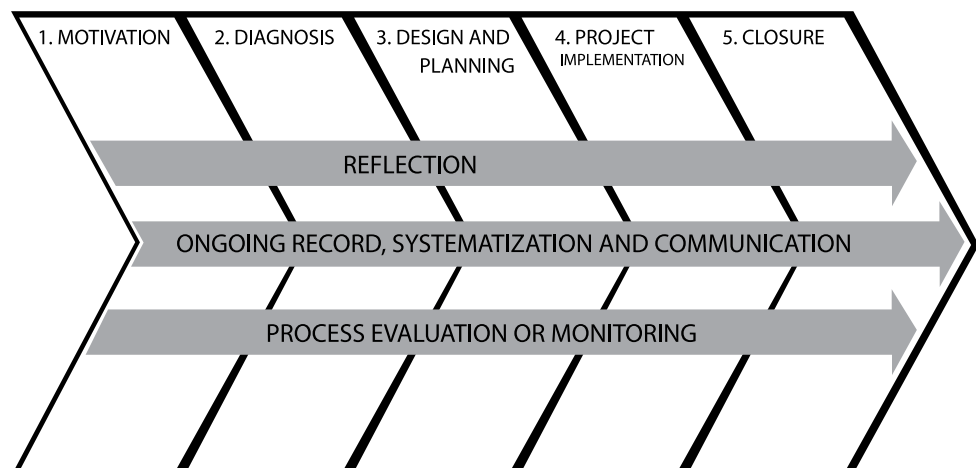 1. MOTIVATION
2. DIAGNOSIS
3. DESIGN AND
PLANNING
4. PROJECT
IMPLEMENTATION
5. CLOSURE
REFLECTION
ONGOING RECORD, SYSTEMATIZATION AND COMMUNICATION
PROCESS EVALUATION OR MONITORING